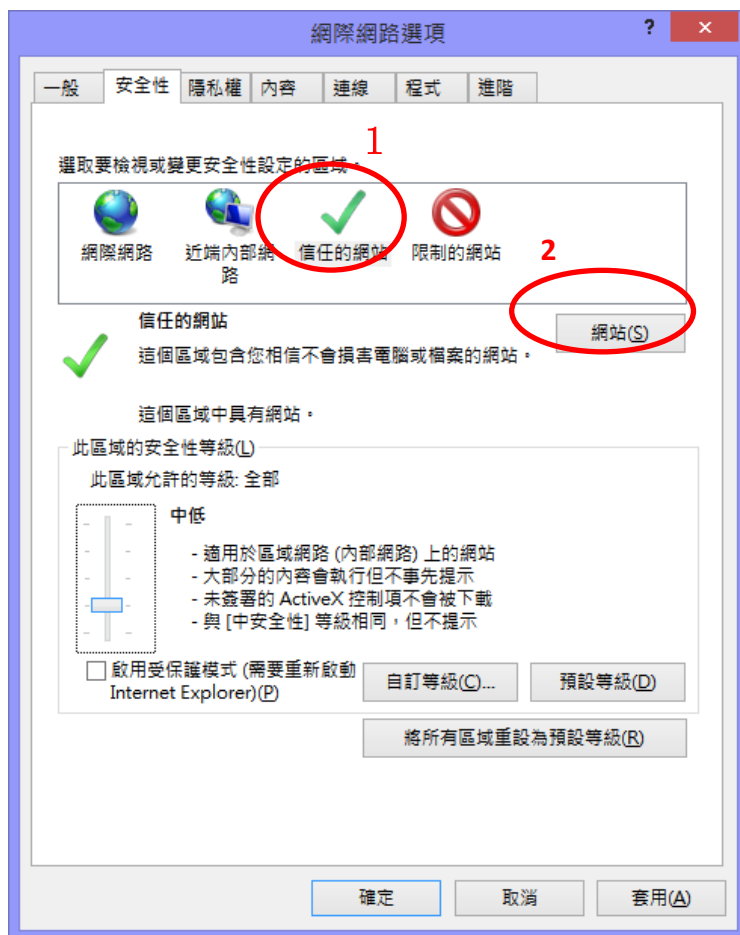 網際網路選項
?
×
一般 安全性 隱私權 內容 連線 程式 進階
1
選取要檢視或變更安全性設定的區域。
網際網路 近端內部網路 信任的網站 限制的網站
2
信任的網站
網站(S)
這個區域包含您相信不會損害電腦或檔案的網站。
這個區域中具有網站。
此區域的安全性等級(L)
此區域允許的等級: 全部
中低
- 適用於區域網路 (內部網路) 上的網站
- 大部分的內容會執行但不事先提示
- 未簽署的 ActiveX 控制項不會被下載
- 與 [中安全性] 等級相同，但不提示
啟用受保護模式 (需要重新啟動
Internet Explorer)(P)
自訂等級(C)... 預設等級(D)
將所有區域重設為預設等級(R)
確定 取消 套用(A)